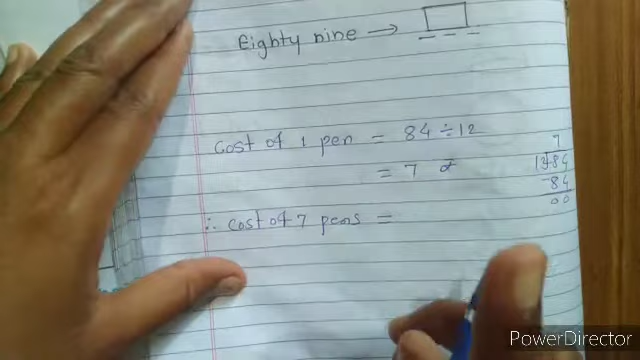 Eighty nine →
cost of 1 pen = 84 ÷ 12
= 7 ₹
∴ cost of 7 pens =
7
12 84
84
00
PowerDirector